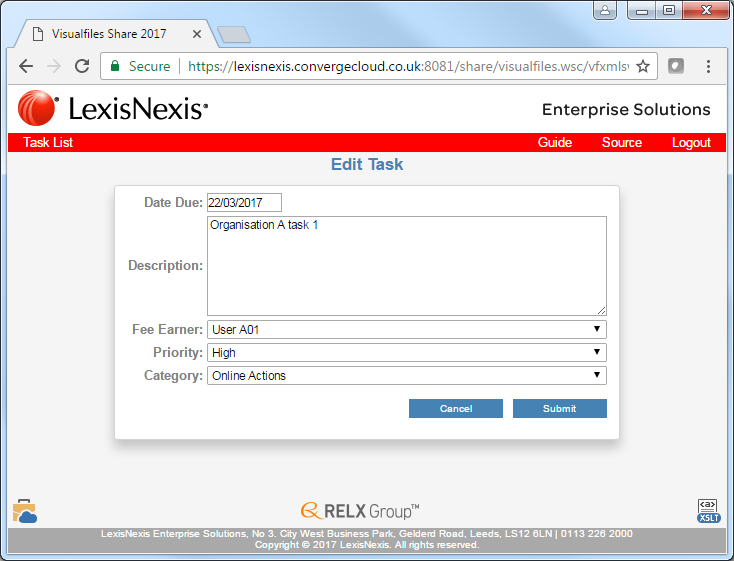 Visualfiles Share 2017
Secure https://lexisnexis.convergecloud.co.uk:8081/share/visualfiles.wsc/vfxmls
LexisNexis® Enterprise Solutions
Task List Guide Source Logout
Edit Task
Date Due: 22/03/2017
Description: Organisation A task 1
Fee Earner: User A01
Priority: High
Category: Online Actions
Cancel Submit
RELX Group™
XSLT
LexisNexis Enterprise Solutions, No 3. City West Business Park, Gelderd Road, Leeds, LS12 6LN | 0113 226 2000
Copyright © 2017 LexisNexis. All rights reserved.